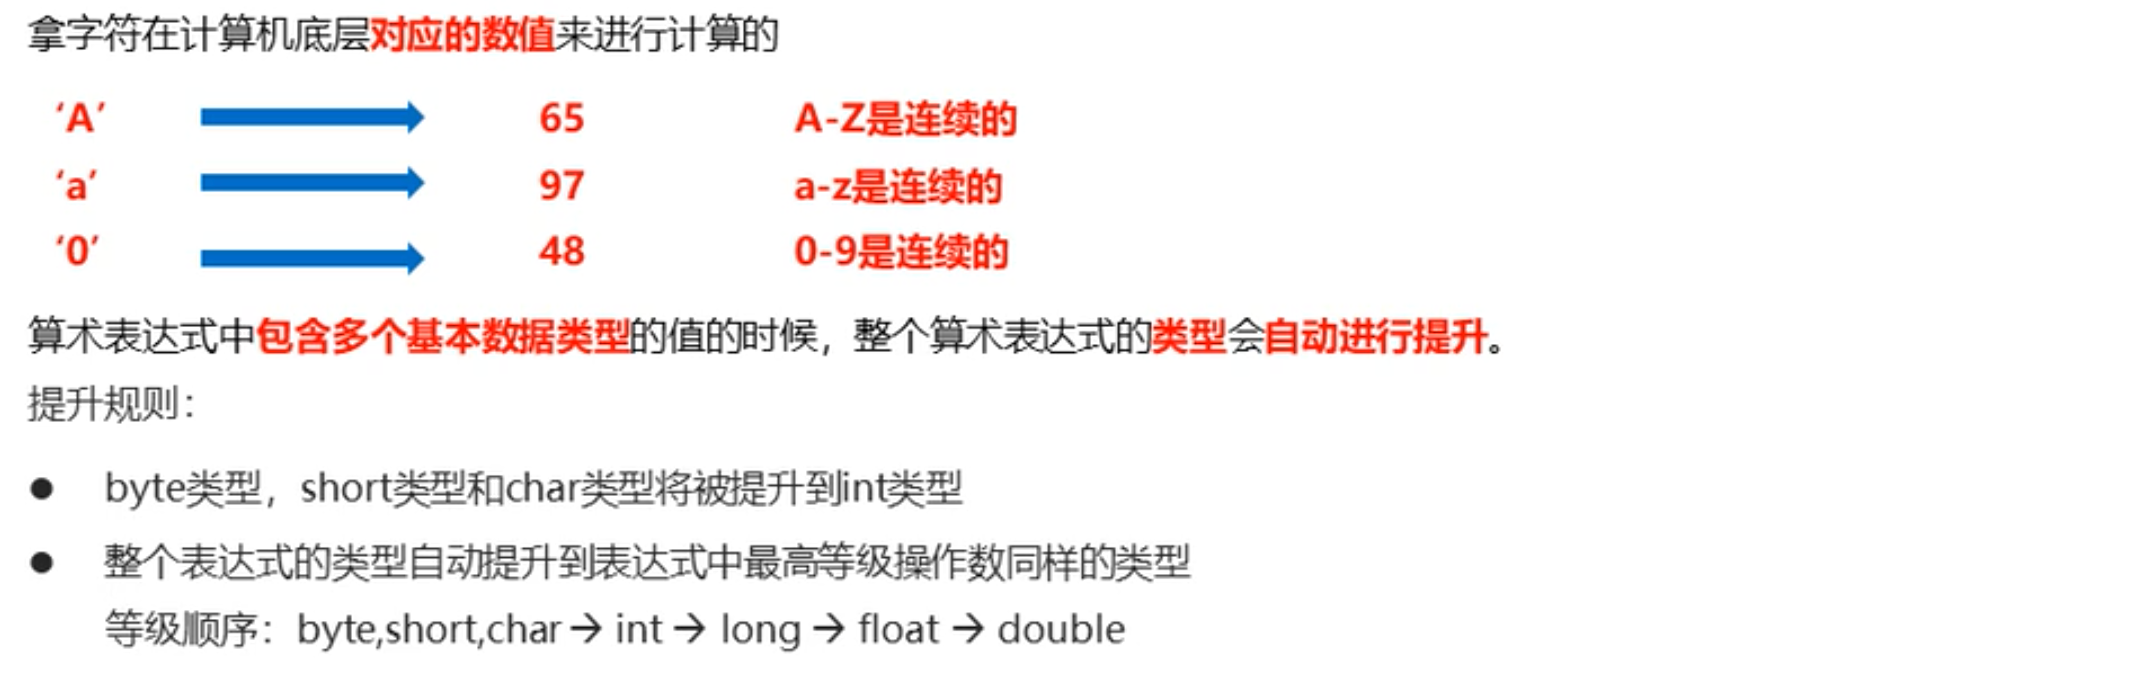 拿字符在计算机底层对应的数值来进行计算的
‘A’ 65 A-Z是连续的
‘a’ 97 a-z是连续的
‘0’ 48 0-9是连续的
算术表达式中包含多个基本数据类型的值的时候，整个算术表达式的类型会自动进行提升。
提升规则：
● byte类型，short类型和char类型将被提升到int类型
● 整个表达式的类型自动提升到表达式中最高等级操作数同样的类型
等级顺序：byte,short,char → int → long → float → double